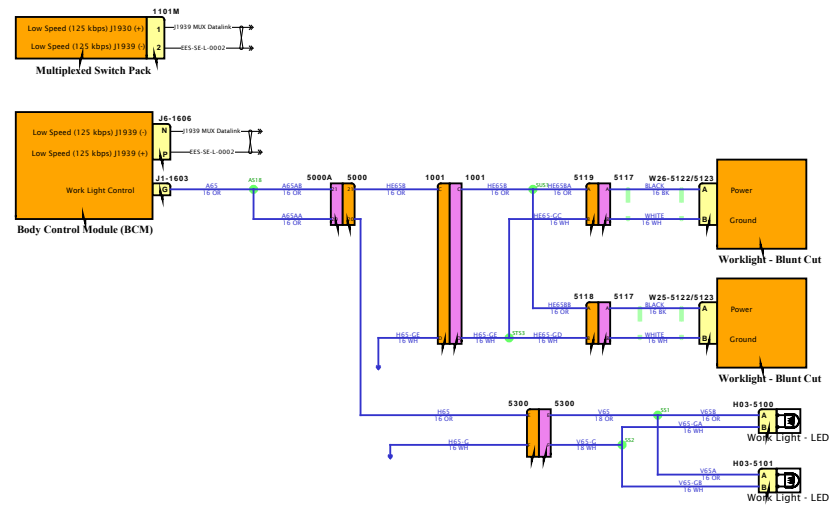 1101M
Low Speed (125 kbps) J1930 (+)
1
J1939 MUX Datalink
Low Speed (125 kbps) J1939 (-)
2
EES-SE-L-0002
Multiplexed Switch Pack
J6-1606
Low Speed (125 kbps) J1939 (-)
N
J1939 MUX Datalink
Low Speed (125 kbps) J1939 (+)
P
EES-SE-L-0002
J1-1603
Work Light Control
G
A65
16 OR
AS18
A65AB
16 OR
A65AA
16 OR
Body Control Module (BCM)
5000A
5000
21
21
HE65B
16 OR
1001
1001
C
C
HE65B
16 OR
HE65BA
16 OR
5119
5117
A
A
BLACK
16 BK
W26-5122/5123
A
Power
HE65-GC
16 WH
B
B
WHITE
16 WH
B
Ground
Worklight - Blunt Cut
HE65BB
16 OR
5118
5117
A
A
BLACK
16 BK
W25-5122/5123
A
Power
H65-GE
16 WH
H65-GE
16 WH
STS3
HE65-GD
16 WH
B
B
WHITE
16 WH
B
Ground
Worklight - Blunt Cut
H65
16 OR
5300
5300
E
E
V65
18 OR
SS1
V65B
16 OR
H03-5100
A
V65-GA
16 WH
B
Work Light - LED
H65-G
16 WH
F
F
V65-G
18 WH
SS2
V65A
16 OR
H03-5101
A
V65-GB
16 WH
B
Work Light - LED